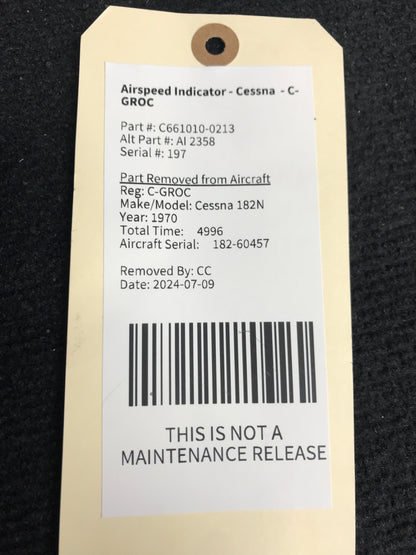 Airspeed Indicator - Cessna - C-
GROC
Part #: C661010-0213
Alt Part #: AI 2358
Serial #: 197
Part Removed from Aircraft
Reg: C-GROC
Make/Model: Cessna 182N
Year: 1970
Total Time: 4996
Aircraft Serial: 182-60457
Removed By: CC
Date: 2024-07-09
THIS IS NOT A
MAINTENANCE RELEASE